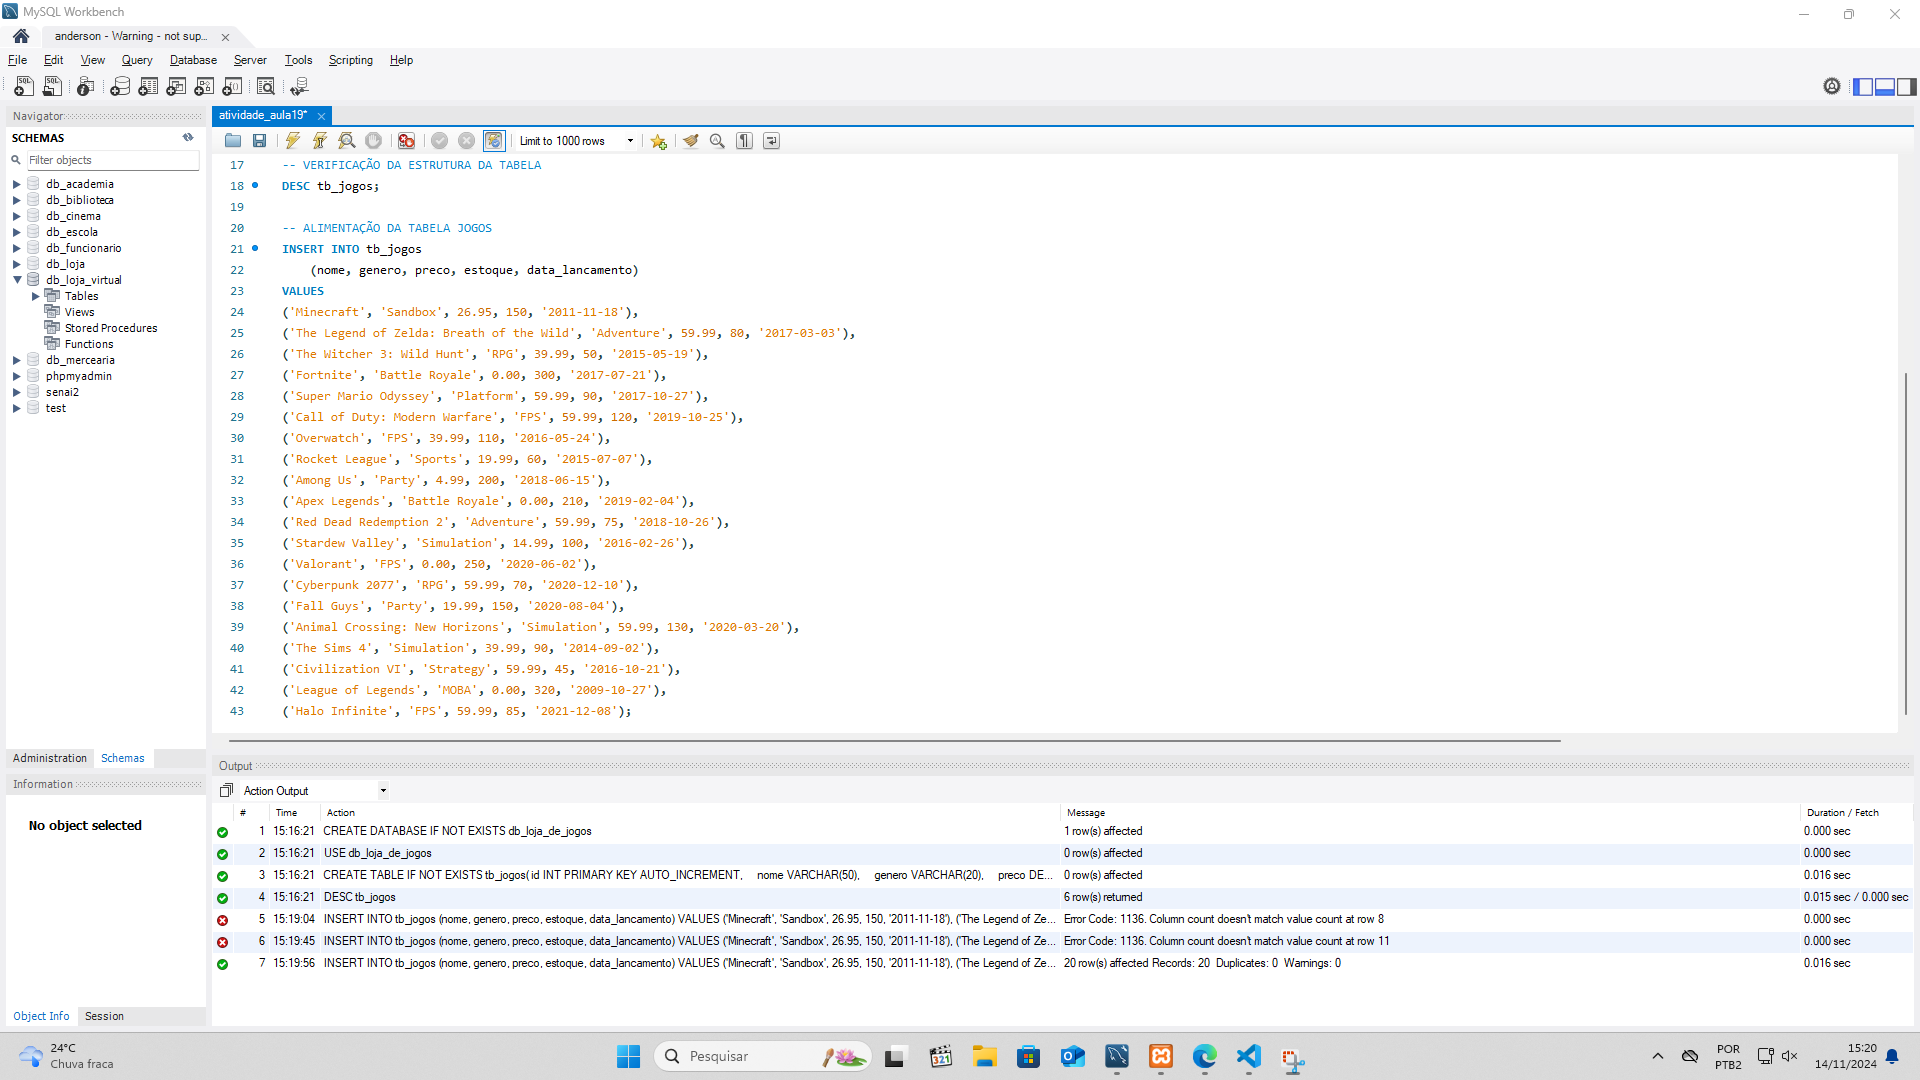 MySQL Workbench
anderson - Warning - not sup...
File Edit View Query Database Server Tools Scripting Help
Navigator
SCHEMAS
Filter objects
db_academia
db_biblioteca
db_cinema
db_escola
db_funcionario
db_loja
db_loja_virtual
Tables
Views
Stored Procedures
Functions
db_mercearia
phpmyadmin
senai2
test
Administration Schemas
Information
No object selected
Object Info Session
atividade_aula19*
Limit to 1000 rows
17 -- VERIFICAÇÃO DA ESTRUTURA DA TABELA
18 DESC tb_jogos;
19
20 -- ALIMENTAÇÃO DA TABELA JOGOS
21 INSERT INTO tb_jogos
22 (nome, genero, preco, estoque, data_lancamento)
23 VALUES
24 ('Minecraft', 'Sandbox', 26.95, 150, '2011-11-18'),
25 ('The Legend of Zelda: Breath of the Wild', 'Adventure', 59.99, 80, '2017-03-03'),
26 ('The Witcher 3: Wild Hunt', 'RPG', 39.99, 50, '2015-05-19'),
27 ('Fortnite', 'Battle Royale', 0.00, 300, '2017-07-21'),
28 ('Super Mario Odyssey', 'Platform', 59.99, 90, '2017-10-27'),
29 ('Call of Duty: Modern Warfare', 'FPS', 59.99, 120, '2019-10-25'),
30 ('Overwatch', 'FPS', 39.99, 110, '2016-05-24'),
31 ('Rocket League', 'Sports', 19.99, 60, '2015-07-07'),
32 ('Among Us', 'Party', 4.99, 200, '2018-06-15'),
33 ('Apex Legends', 'Battle Royale', 0.00, 210, '2019-02-04'),
34 ('Red Dead Redemption 2', 'Adventure', 59.99, 75, '2018-10-26'),
35 ('Stardew Valley', 'Simulation', 14.99, 100, '2016-02-26'),
36 ('Valorant', 'FPS', 0.00, 250, '2020-06-02'),
37 ('Cyberpunk 2077', 'RPG', 59.99, 70, '2020-12-10'),
38 ('Fall Guys', 'Party', 19.99, 150, '2020-08-04'),
39 ('Animal Crossing: New Horizons', 'Simulation', 59.99, 130, '2020-03-20'),
40 ('The Sims 4', 'Simulation', 39.99, 90, '2014-09-02'),
41 ('Civilization VI', 'Strategy', 59.99, 45, '2016-10-21'),
42 ('League of Legends', 'MOBA', 0.00, 320, '2009-10-27'),
43 ('Halo Infinite', 'FPS', 59.99, 85, '2021-12-08');
Output
Action Output
# Time Action Message Duration / Fetch
1 15:16:21 CREATE DATABASE IF NOT EXISTS db_loja_de_jogos 1 row(s) affected 0.000 sec
2 15:16:21 USE db_loja_de_jogos 0 row(s) affected 0.000 sec
3 15:16:21 CREATE TABLE IF NOT EXISTS tb_jogos( id INT PRIMARY KEY AUTO_INCREMENT, nome VARCHAR(50), genero VARCHAR(20), preco DE... 0 row(s) affected 0.016 sec
4 15:16:21 DESC tb_jogos 6 row(s) returned 0.015 sec / 0.000 sec
5 15:19:04 INSERT INTO tb_jogos (nome, genero, preco, estoque, data_lancamento) VALUES ('Minecraft', 'Sandbox', 26.95, 150, '2011-11-18'), ('The Legend of Ze... Error Code: 1136. Column count doesn't match value count at row 8 0.000 sec
6 15:19:45 INSERT INTO tb_jogos (nome, genero, preco, estoque, data_lancamento) VALUES ('Minecraft', 'Sandbox', 26.95, 150, '2011-11-18'), ('The Legend of Ze... Error Code: 1136. Column count doesn't match value count at row 11 0.000 sec
7 15:19:56 INSERT INTO tb_jogos (nome, genero, preco, estoque, data_lancamento) VALUES ('Minecraft', 'Sandbox', 26.95, 150, '2011-11-18'), ('The Legend of Ze... 20 row(s) affected Records: 20 Duplicates: 0 Warnings: 0 0.016 sec
24°C
Chuva fraca
Pesquisar
321
POR
PTB2
15:20
14/11/2024